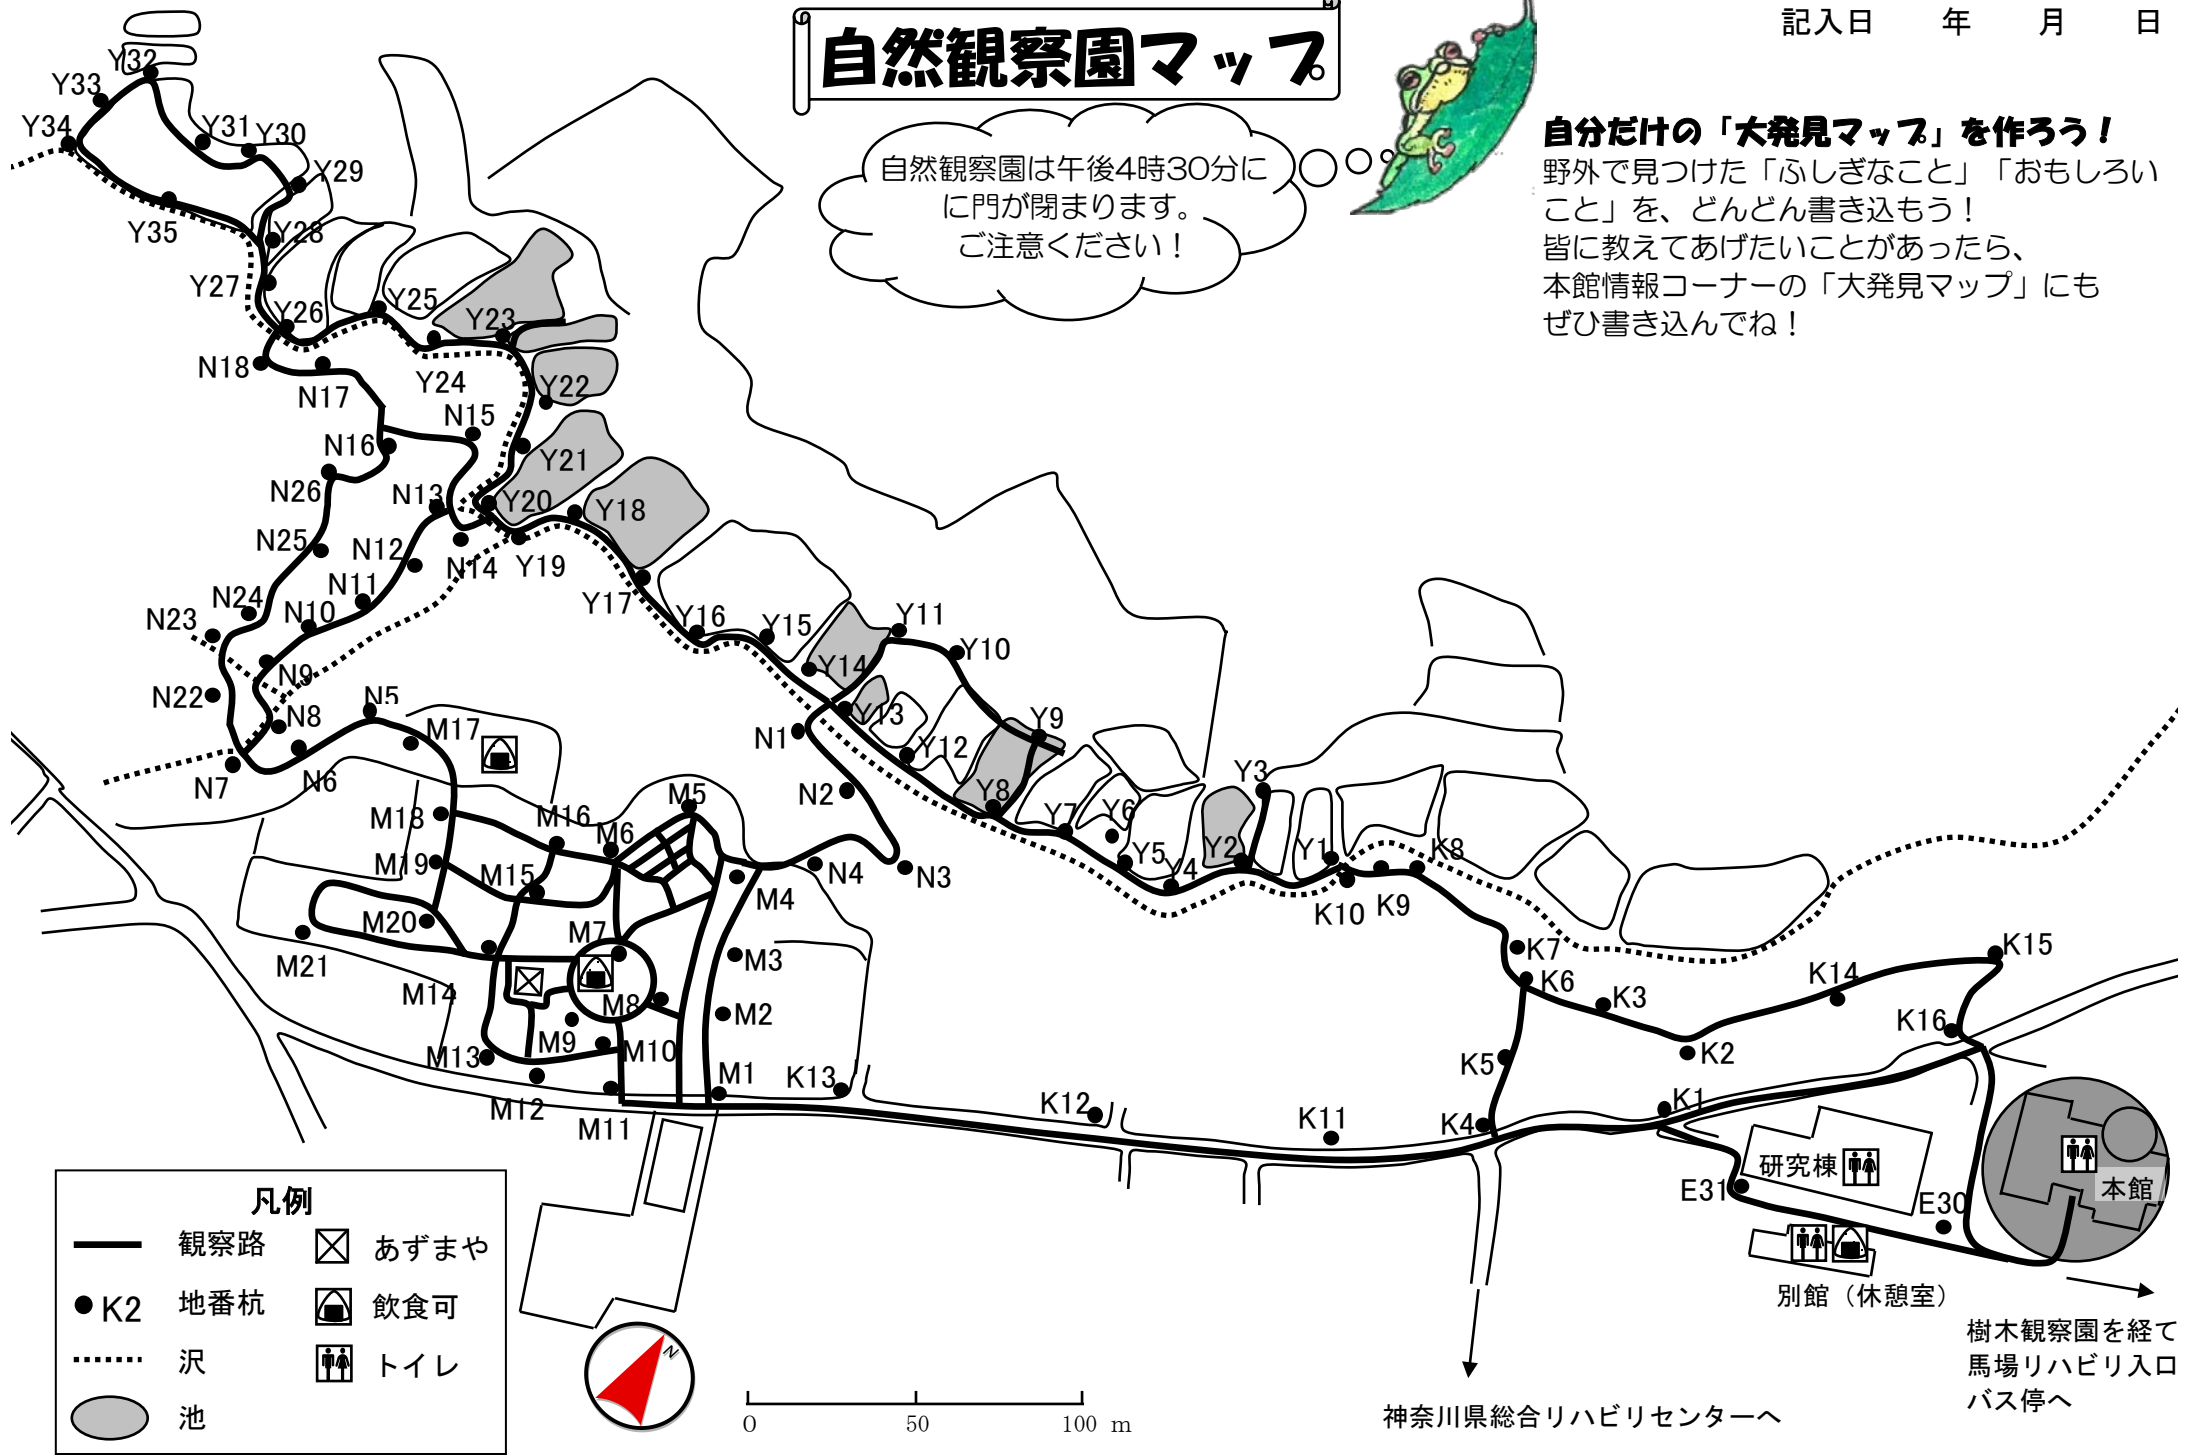 自然観察園マップ
記入日　　年　　月　　日
自然観察園は午後4時30分に
に門が閉まります。
ご注意ください！
自分だけの「大発見マップ」を作ろう！
野外で見つけた「ふしぎなこと」「おもしろい
こと」を、どんどん書き込もう！
皆に教えてあげたいことがあったら、
本館情報コーナーの「大発見マップ」にも
ぜひ書き込んでね！
Y32
Y33
Y34
Y31
Y30
Y29
Y35
Y28
Y27
Y26
Y25
Y23
N18
N17
Y24
Y22
N15
N16
Y21
N26
N13
Y20
Y18
N25
N12
N14
Y19
N11
Y17
N24
N10
N23
Y16
Y15
Y11
Y10
N9
Y14
N22
N5
N8
M17
Y13
Y9
N1
Y12
N7
N6
N2
Y8
Y3
M5
Y7
Y6
M18
M16
M6
M19
M15
N4
N3
Y5
Y4
Y2
Y1
K8
M4
K10
K9
M20
M7
M21
M3
K7
K15
M14
M8
M2
K6
K3
K14
M13
M9
M10
K16
K5
K2
M12
M11
M1
K13
K12
K11
K4
K1
研究棟
本館
E31
E30
別館（休憩室）
樹木観察園を経て
馬場リハビリ入口
バス停へ
神奈川県総合リハビリセンターへ
凡例
観察路
あずまや
K2
地番杭
飲食可
沢
トイレ
池
N
0
50
100 m